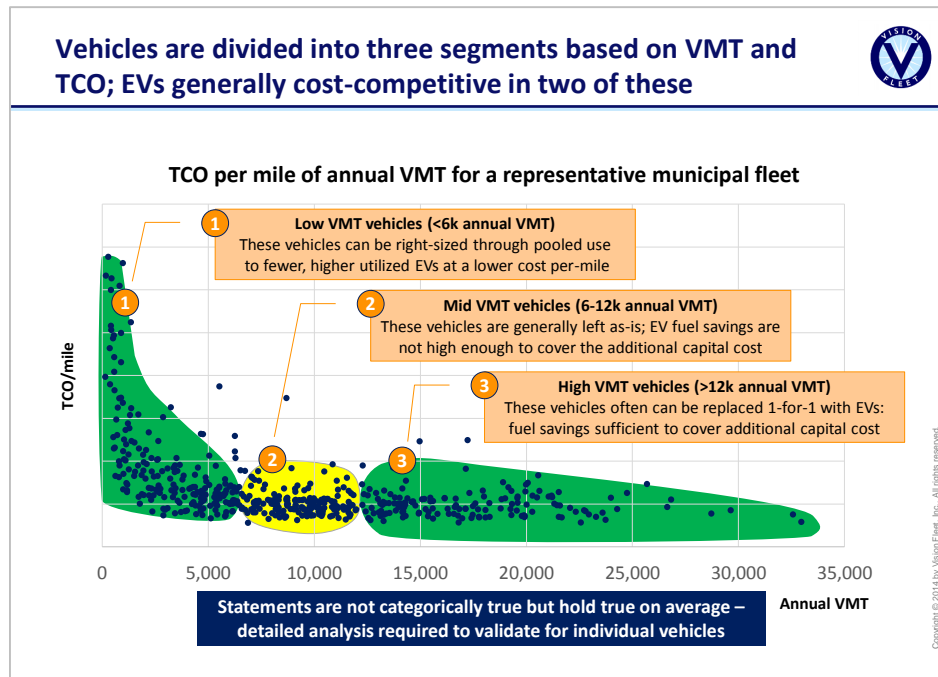 Vehicles are divided into three segments based on VMT and
TCO; EVs generally cost-competitive in two of these
VISION
V
FLEET
TCO per mile of annual VMT for a representative municipal fleet
1
Low VMT vehicles (<6k annual VMT)
These vehicles can be right-sized through pooled use
to fewer, higher utilized EVs at a lower cost per-mile
1
2
Mid VMT vehicles (6-12k annual VMT)
These vehicles are generally left as-is; EV fuel savings are
not high enough to cover the additional capital cost
3
High VMT vehicles (>12k annual VMT)
These vehicles often can be replaced 1-for-1 with EVs:
fuel savings sufficient to cover additional capital cost
TCO/mile
2
3
0
5,000
10,000
15,000
20,000
25,000
30,000
35,000
Annual VMT
Statements are not categorically true but hold true on average –
detailed analysis required to validate for individual vehicles
Copyright © 2014 by Vision Fleet, Inc. All rights reserved